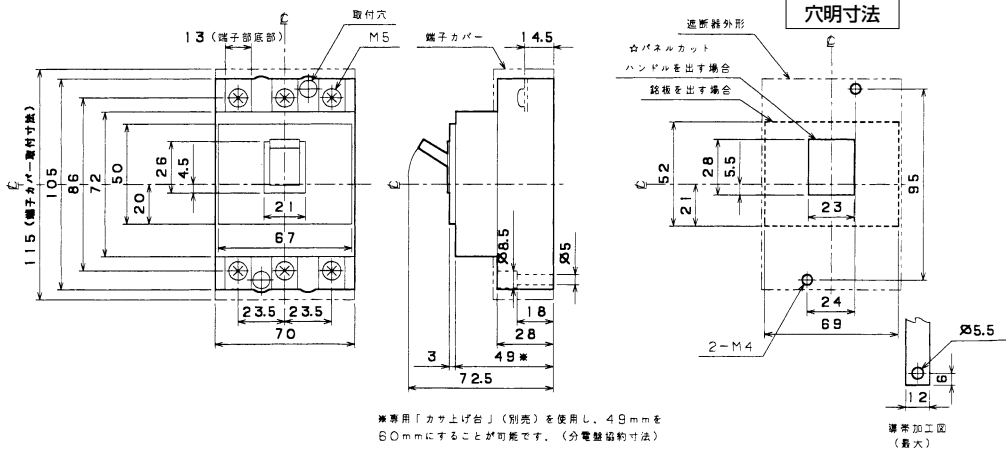 穴明寸法
℄
取付穴
13 (端子部底部)
M5
115 (端子カバー取付寸法)
105
86
72
50
20
26
4.5
21
67
23.5
23.5
70
℄
端子カバー
14.5
Ø8.5
Ø5
18
28
3
49※
72.5
℄
遮断器外形
℄
☆パネルカット
ハンドルを出す場合
銘板を出す場合
℄
52
21
28
5.5
23
95
24
69
2-M4
Ø5.5
6
12
導帯加工図
(最大)
※専用「カサ上げ台」(別売)を使用し、49mmを
60mmにすることが可能です。(分電盤協約寸法)